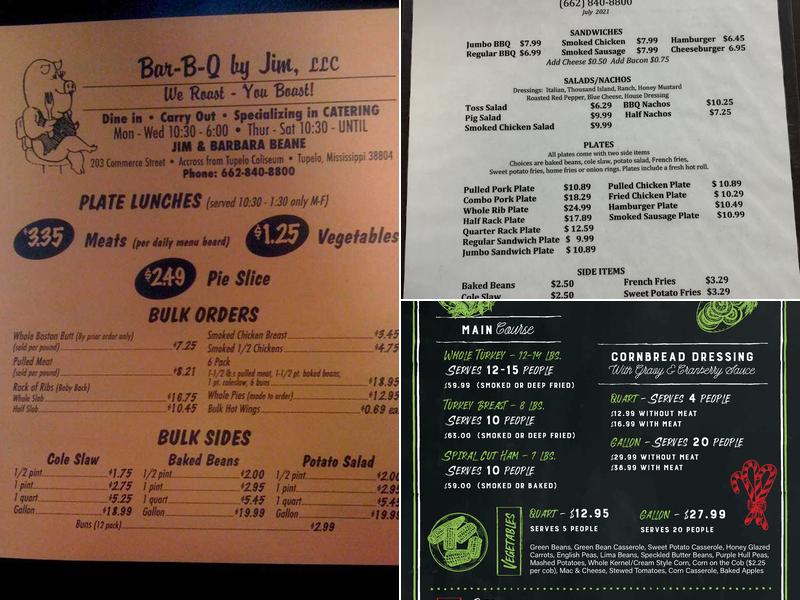 Bar-B-Q by Jim, LLC
We Roast - You Boast!
Dine in • Carry Out • Specializing in CATERING
Mon - Wed 10:30 - 6:00 • Thur - Sat 10:30 - UNTIL
JIM & BARBARA BEANE
203 Commerce Street • Accross from Tupelo Coliseum • Tupelo, Mississippi 38804
Phone: 662-840-8800
PLATE LUNCHES (served 10:30 - 1:30 only M-F)
$3.35 Meats (per daily menu board) $1.25 Vegetables
$2.49 Pie Slice
BULK ORDERS
Whole Boston Butt (By prior order only)
(sold per pound) $7.25
Pulled Meat
(sold per pound) $8.21
Rack of Ribs (Baby Back)
Whole Slab $16.75
Half Slab $10.45
Smoked Chicken Breast $3.45
Smoked 1/2 Chickens $4.75
6 Pack
1-1/2 lbs pulled meat, 1-1/2 pt. baked beans,
1 pt. coleslaw, 6 buns $18.95
Whole Pies (made to order) $12.95
Bulk Hot Wings $0.69 ea
BULK SIDES
Cole Slaw
1/2 pint $1.75
1 pint $2.75
1 quart $5.25
Gallon $18.99
Baked Beans
1/2 pint $2.00
1 pint $2.95
1 quart $5.45
Gallon $19.99
Potato Salad
1/2 pint $2.00
1 pint $2.95
1 quart $5.45
Gallon $19.9
Buns (12 pack) $2.99
(662) 840-8800
July 2021
SANDWICHES
Jumbo BBQ $7.99 Smoked Chicken $7.99 Hamburger $6.45
Regular BBQ $6.99 Smoked Sausage $7.99 Cheeseburger 6.95
Add Cheese $0.50 Add Bacon $0.75
SALADS/NACHOS
Dressings: Italian, Thousand Island, Ranch, Honey Mustard
Roasted Red Pepper, Blue Cheese, House Dressing
Toss Salad $6.29 BBQ Nachos $10.25
Pig Salad $9.99 Half Nachos $7.25
Smoked Chicken Salad $9.99
PLATES
All plates come with two side items
Choices are baked beans, cole slaw, potato salad, French fries,
Sweet potato fries, home fries or onion rings. Plates include a fresh hot roll.
Pulled Pork Plate $10.89 Pulled Chicken Plate $ 10.89
Combo Plate $18.29 Fried Chicken Plate $ 10.29
Whole Rib Plate $24.99 Hamburger Plate $10.49
Half Rack Plate $17.89 Smoked Sausage Plate $10.99
Quarter Rack Plate $ 12.59
Regular Sandwich Plate $ 9.99
Jumbo Sandwich Plate $ 10.89
SIDE ITEMS
Baked Beans $2.50 French Fries $3.29
Cole Slaw $2.50 Sweet Potato Fries $3.29
MAIN Course
WHOLE TURKEY - 12-14 LBS.
SERVES 12-15 PEOPLE
$59.99 (SMOKED OR DEEP FRIED)
TURKEY BREAST - 8 LBS.
SERVES 10 PEOPLE
$63.00 (SMOKED OR DEEP FRIED)
SPIRAL CUT HAM - 7 LBS.
SERVES 10 PEOPLE
$59.00 (SMOKED OR BAKED)
CORNBREAD DRESSING
With Gravy & Cranberry Sauce
QUART - SERVES 4 PEOPLE
$12.99 WITHOUT MEAT
$16.99 WITH MEAT
GALLON - SERVES 20 PEOPLE
$29.99 WITHOUT MEAT
$38.99 WITH MEAT
VEGETABLES
QUART - $12.95
SERVES 5 PEOPLE
GALLON - $27.99
SERVES 20 PEOPLE
Green Beans, Green Bean Casserole, Sweet Potato Casserole, Honey Glazed
Carrots, English Peas, Lima Beans, Speckled Butter Beans, Purple Hull Peas,
Mashed Potatoes, Whole Kernel/Cream Style Corn, Corn on the Cob ($2.25
per cob), Mac & Cheese, Stewed Tomatoes, Corn Casserole, Baked Apples